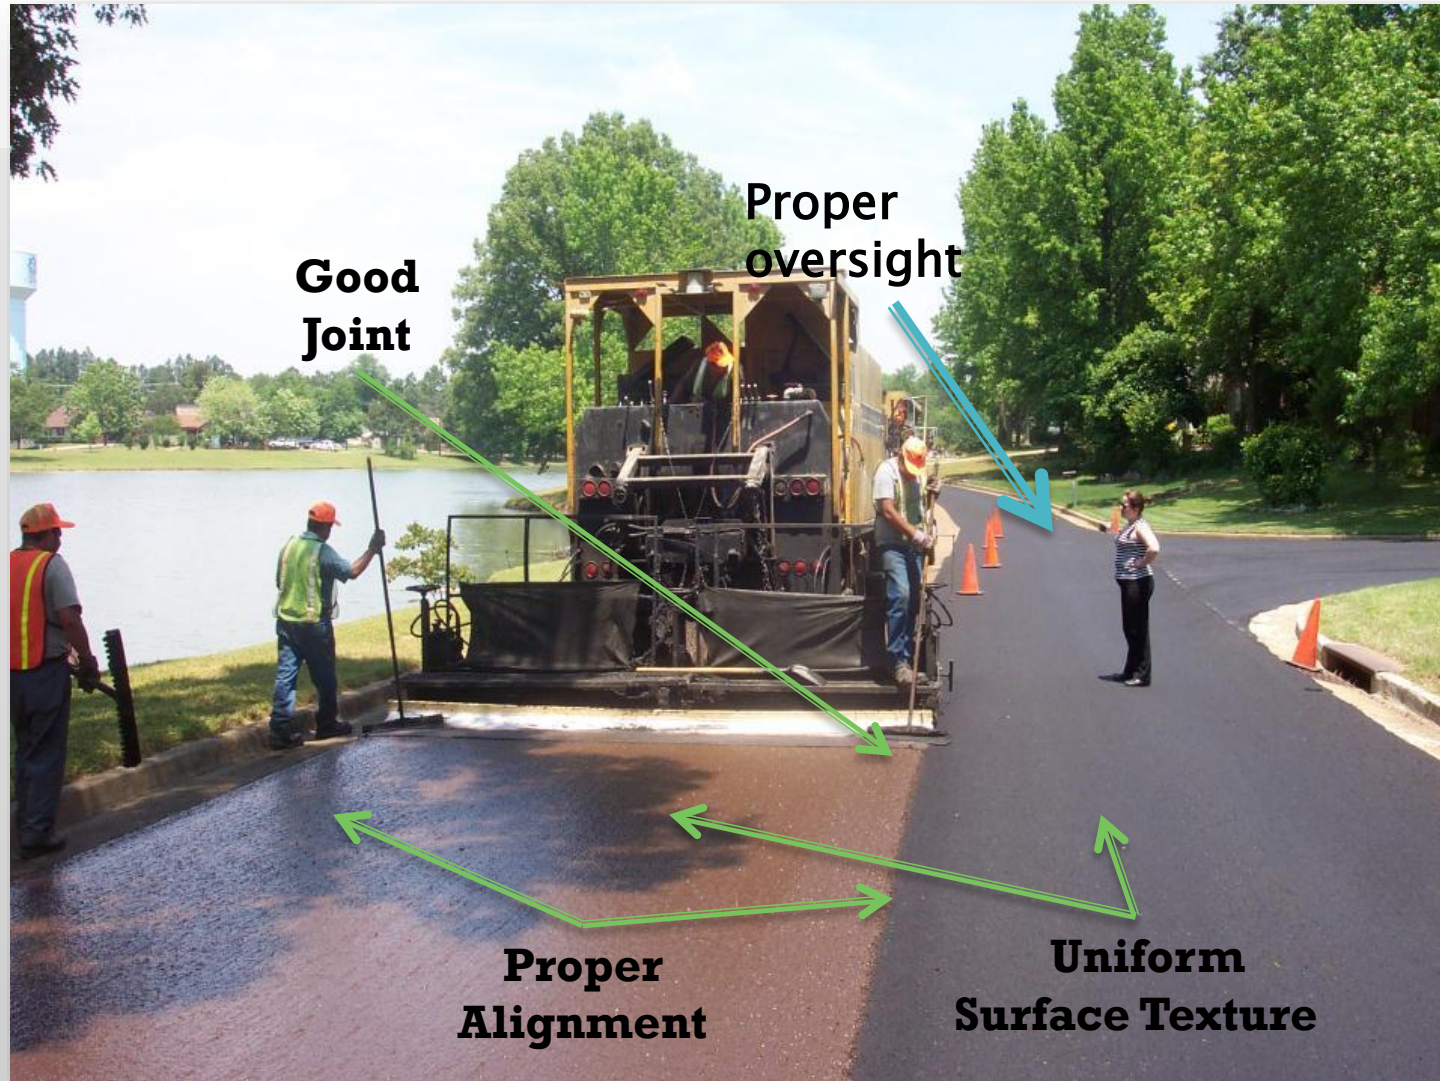 Proper
oversight
Good
Joint
Proper
Alignment
Uniform
Surface Texture